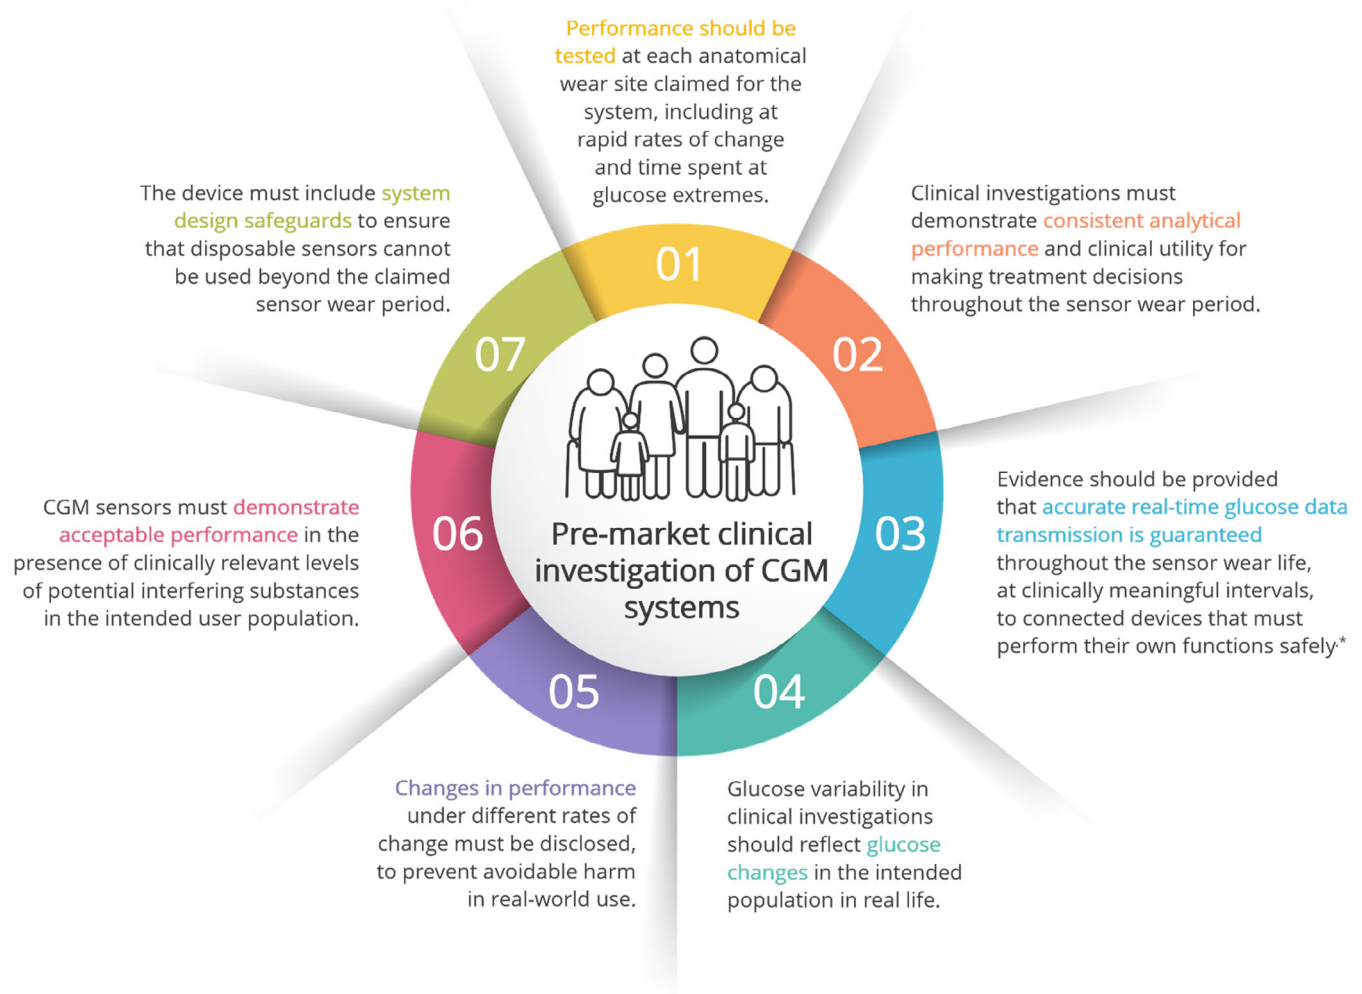 Performance should be
tested at each anatomical
wear site claimed for the
system, including at
rapid rates of change
and time spent at
glucose extremes.
01
Clinical investigations must
demonstrate consistent analytical
performance and clinical utility for
making treatment decisions
throughout the sensor wear period.
02
Evidence should be provided
that accurate real-time glucose data
transmission is guaranteed
throughout the sensor wear life,
at clinically meaningful intervals,
to connected devices that must
perform their own functions safely.*
03
Glucose variability in
clinical investigations
should reflect glucose
changes in the intended
population in real life.
04
Changes in performance
under different rates of
change must be disclosed,
to prevent avoidable harm
in real-world use.
05
CGM sensors must demonstrate
acceptable performance in the
presence of clinically relevant levels
of potential interfering substances
in the intended user population.
06
The device must include system
design safeguards to ensure
that disposable sensors cannot
be used beyond the claimed
sensor wear period.
07
Pre-market clinical
investigation of CGM
systems